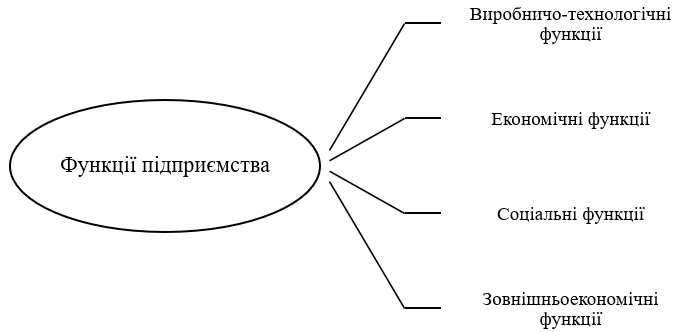 Виробничо-технологічні
функції
Економічні функції
Функції підприємства
Соціальні функції
Зовнішньоекономічні
функції